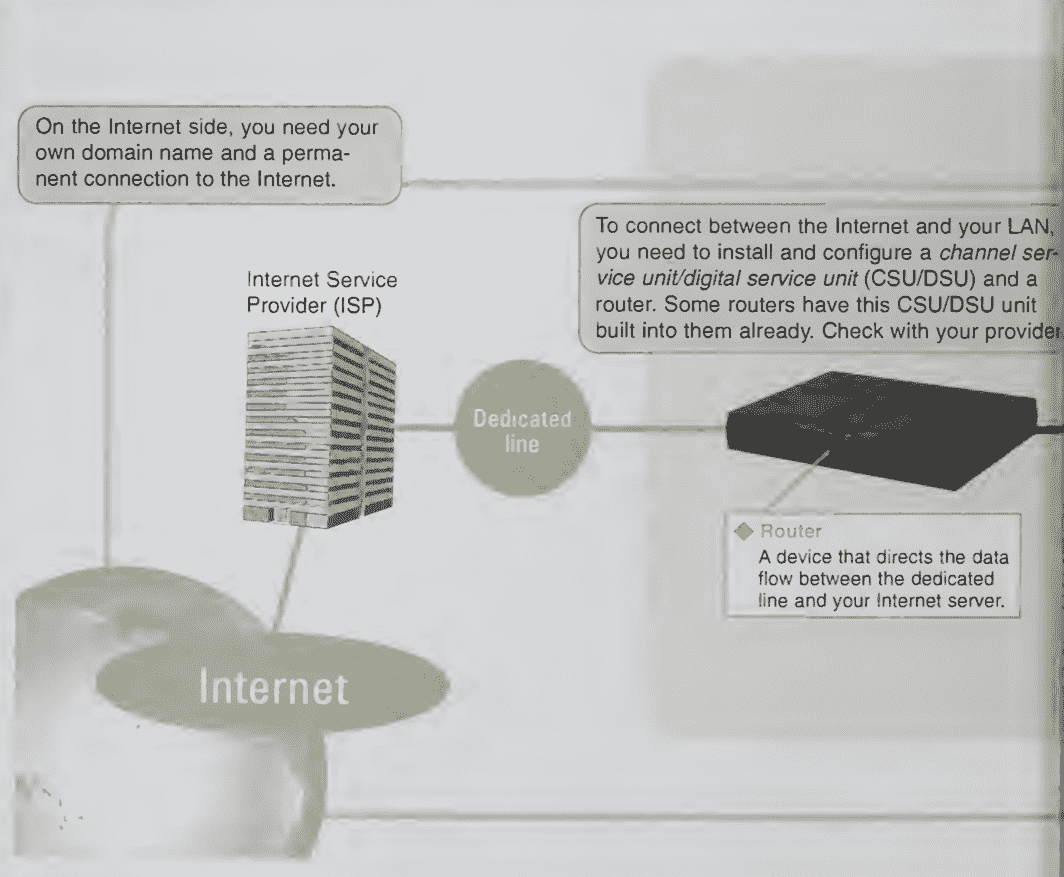 On the Internet side, you need your
own domain name and a perma-
nent connection to the Internet.
To connect between the Internet and your LAN,
you need to install and configure a channel ser-
vice unit/digital service unit (CSU/DSU) and a
router. Some routers have this CSU/DSU unit
built into them already. Check with your provider
Internet Service
Provider (ISP)
Dedicated
line
Router
A device that directs the data
flow between the dedicated
line and your Internet server.
Internet